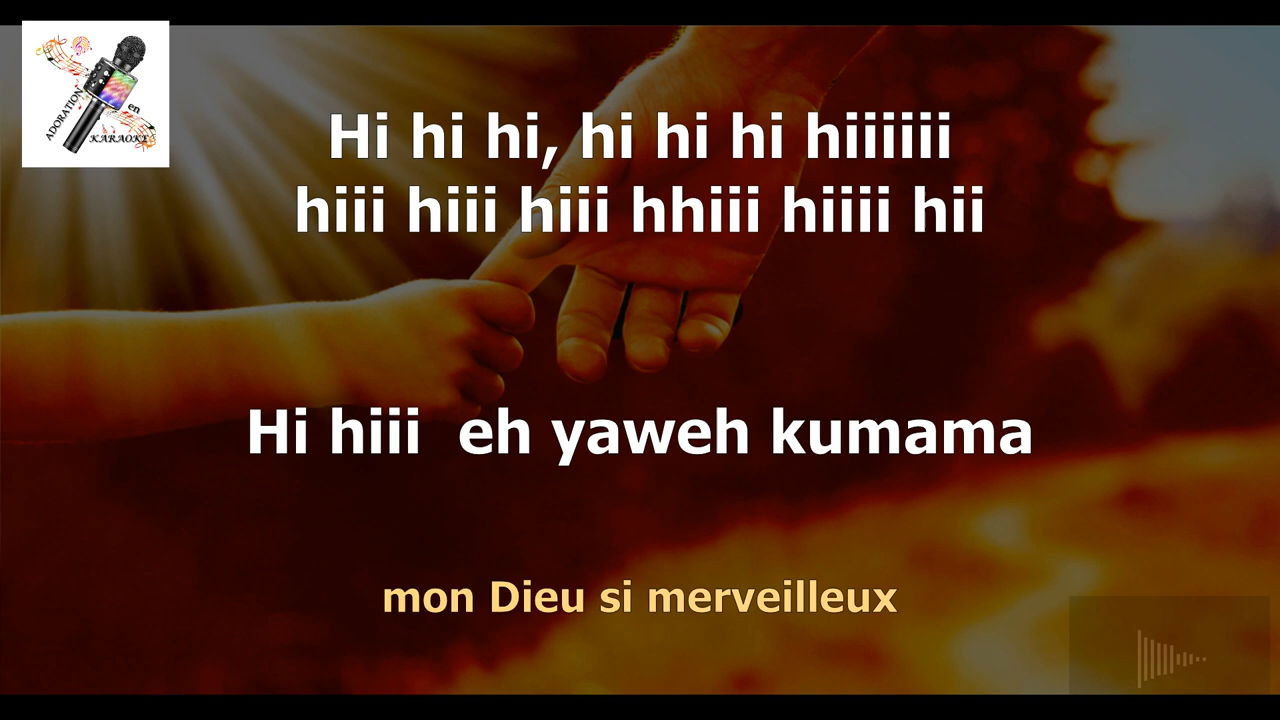 ADORATION
en
KARAOKE
Hi hi hi, hi hi hi hiiiiii
hiii hiii hiii hhiii hiiii hii
Hi hiii  eh yaweh kumama
mon Dieu si merveilleux